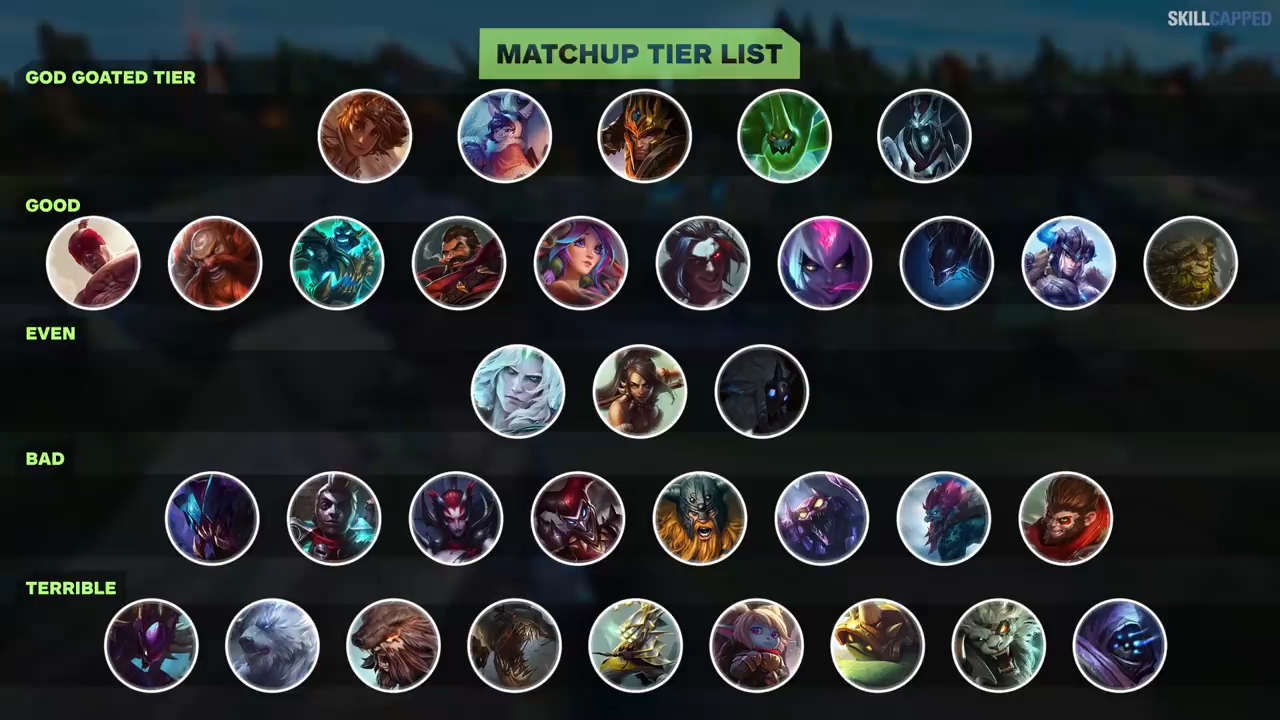 SKILLCAPPED
MATCHUP TIER LIST
GOD GOATED TIER
GOOD
EVEN
BAD
TERRIBLE